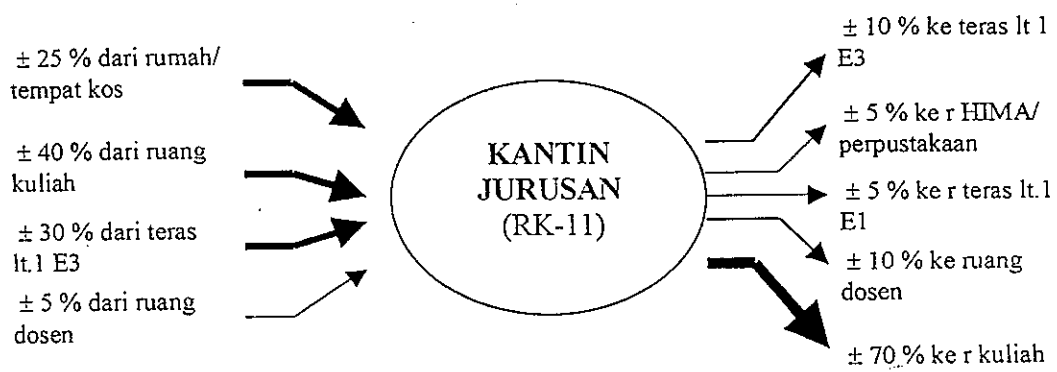 ± 25 % dari rumah/
tempat kos
± 40 % dari ruang
kuliah
± 30 % dari teras
lt.1 E3
± 5 % dari ruang
dosen
KANTIN
JURUSAN
(RK-11)
± 10 % ke teras lt 1
E3
± 5 % ke r HIMA/
perpustakaan
± 5 % ke r teras lt.1
E1
± 10 % ke ruang
dosen
± 70 % ke r kuliah